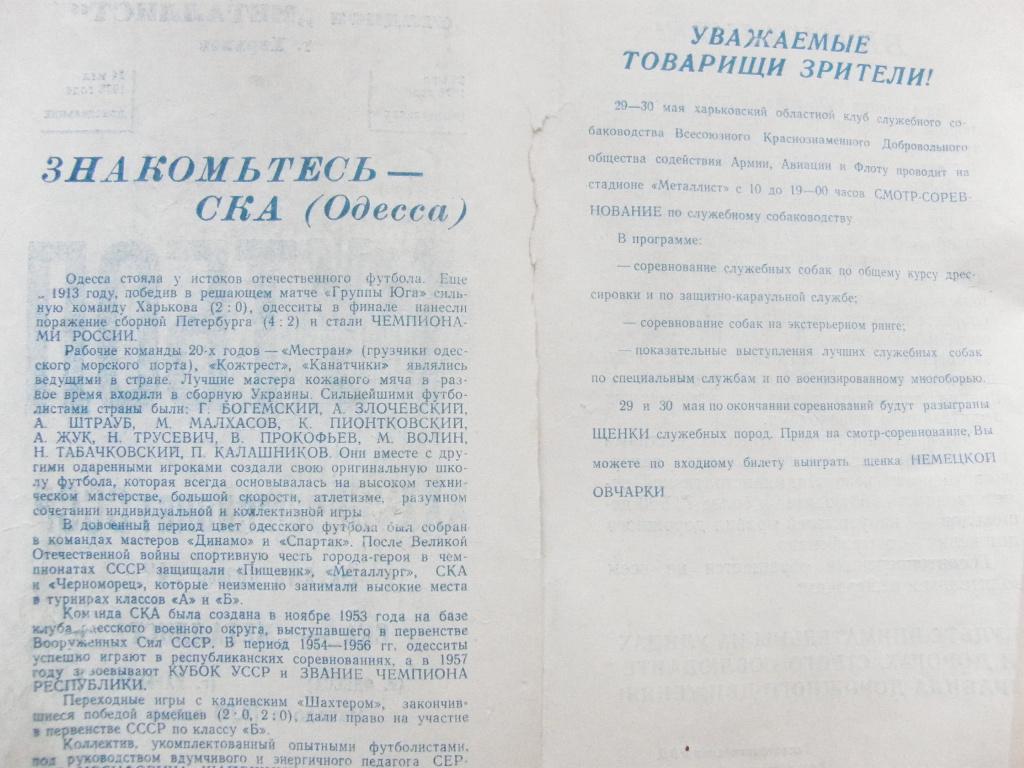 ЗНАКОМЬТЕСЬ —
СКА (Одесса)
Одесса стояла у истоков отечественного футбола. Еще
1913 году, победив в решающем матче «Группы Юга» силь-
ную команду Харькова (2:0), одесситы в финале нанесли
поражение сборной Петербурга (4:2) и стали ЧЕМПИОНА-
МИ РОССИИ.
Рабочие команды 20-х годов — «Местран» (грузчики одес-
ского морского порта), «Кожтрест», «Канатчики» являлись
ведущими в стране. Лучшие мастера кожаного мяча в раз-
ное время входили в сборную Украины. Сильнейшими футбо-
листами страны были: Г. БОГЕМСКИЙ, А. ЗЛОЧЕВСКИЙ,
А. ШТРАУБ, М. МАЛХАСОВ, К. ПИОНТКОВСКИЙ,
А. ЖУК, Н. ТРУСЕВИЧ, В. ПРОКОФЬЕВ, М. ВОЛИН,
Н. ТАБАЧКОВСКИЙ, П. КАЛАШНИКОВ. Они вместе с дру-
гими одаренными игроками создали свою оригинальную шко-
лу футбола, которая всегда основывалась на высоком техни-
ческом мастерстве, большой скорости, атлетизме, разумном
сочетании индивидуальной и коллективной игры
В довоенный период цвет одесского футбола был собран
в командах мастеров «Динамо» и «Спартак». После Великой
Отечественной войны спортивную честь города-героя в чем-
пионатах СССР защищали «Пищевик», «Металлург», СКА
и «Черноморец», которые неизменно занимали высокие места
в турнирах классов «А» и «Б».
Команда СКА была создана в ноябре 1953 года на базе
клуба одесского военного округа, выступавшего в первенстве
Вооруженных Сил СССР. В период 1954—1956 гг. одесситы
успешно играют в республиканских соревнованиях, а в 1957
году завоевывают КУБОК УССР и ЗВАНИЕ ЧЕМПИОНА
РЕСПУБЛИКИ.
Переходные игры с кадиевским «Шахтером», закончив-
шиеся победой армейцев (2:0, 2:0), дали право на участие
в первенстве СССР по классу «Б».
Коллектив, укомплектованный опытными футболистами,
под руководством вдумчивого и энергичного педагога СЕР-
УВАЖАЕМЫЕ
ТОВАРИЩИ ЗРИТЕЛИ!
29—30 мая харьковский областной клуб служебного со-
баководства Всесоюзного Краснознаменного Добровольного
общества содействия Армии, Авиации и Флоту проводит на
стадионе «Металлист» с 10 до 19—00 часов СМОТР-СОРЕВ-
НОВАНИЕ по служебному собаководству
В программе:
— соревнование служебных собак по общему курсу дрес-
сировки и по защитно-караульной службе;
— соревнование собак на экстерьерном ринге;
— показательные выступления лучших служебных собак
по специальным службам и по военизированному многоборью.
29 и 30 мая по окончании соревнований будут разыграны
ЩЕНКИ служебных пород. Придя на смотр-соревнование, Вы
можете по входному билету выиграть щенка НЕМЕЦКОЙ
ОВЧАРКИ